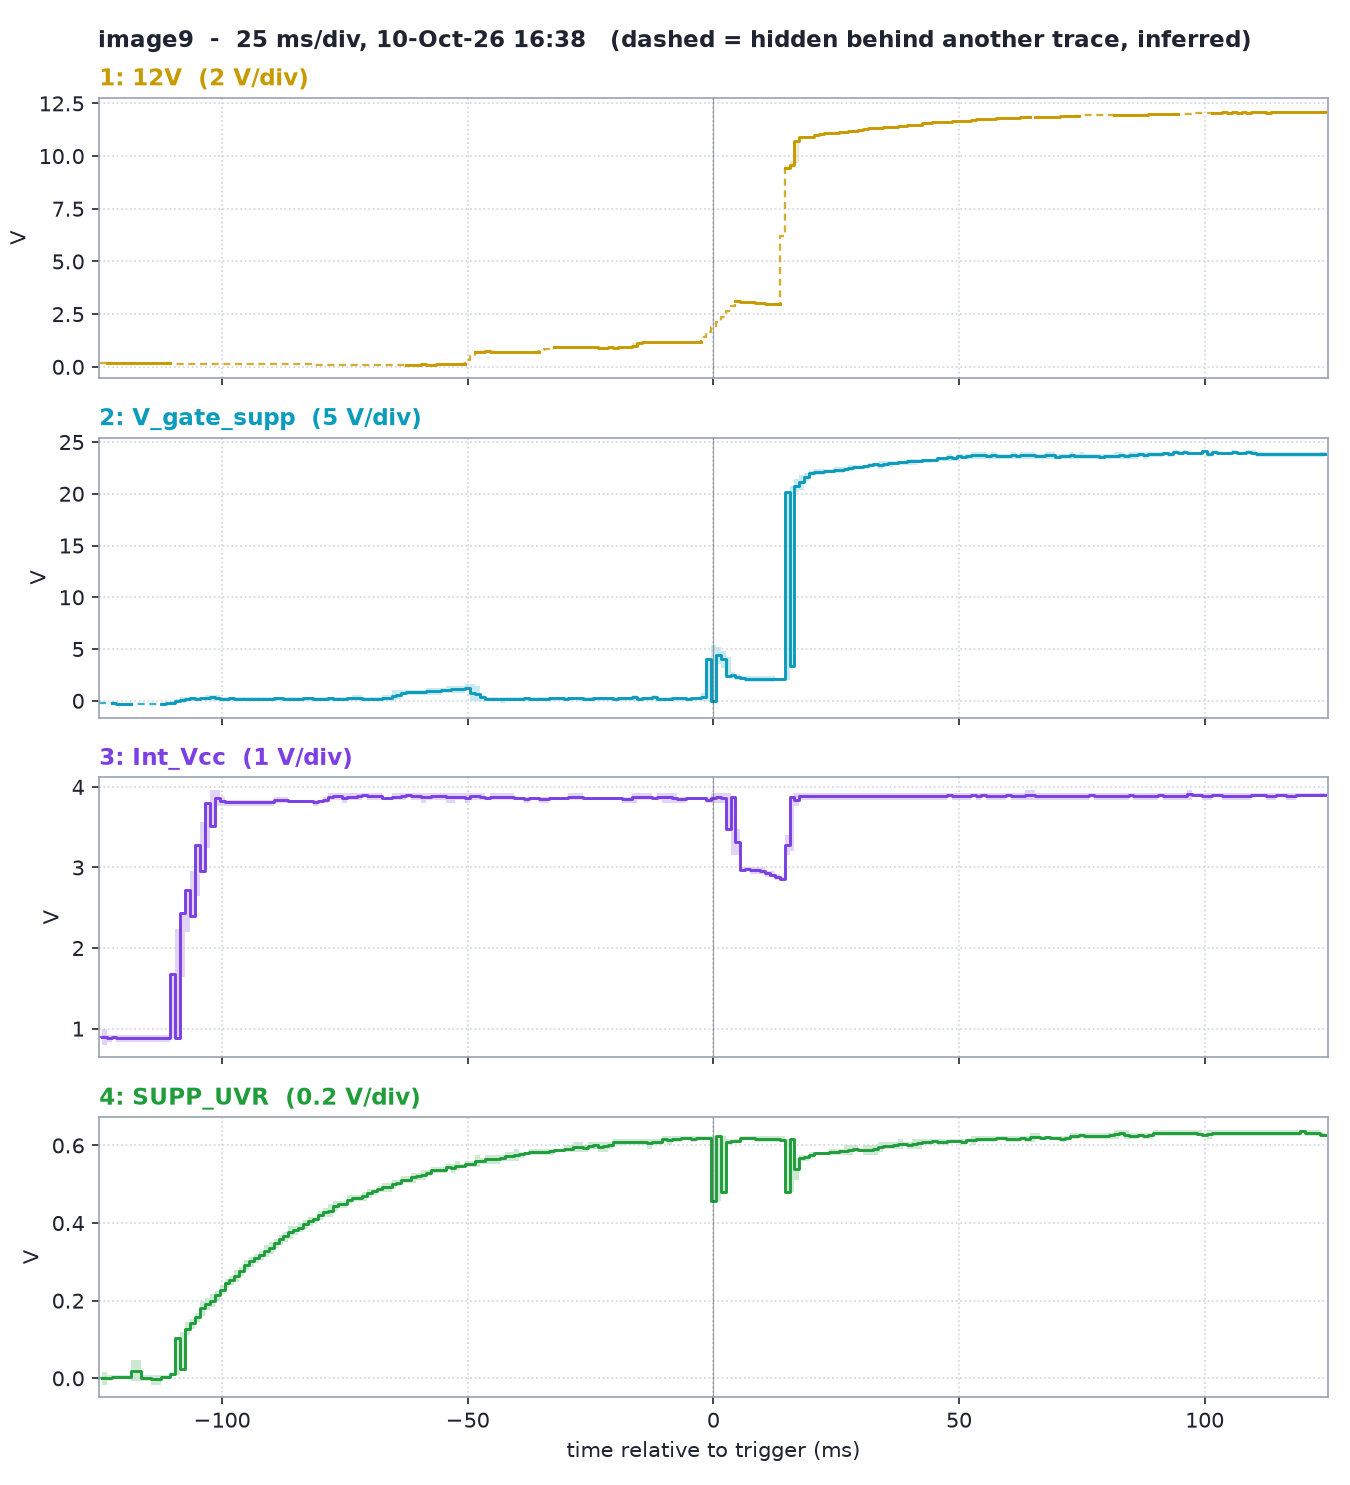 image9  -  25 ms/div, 10-Oct-26 16:38   (dashed = hidden behind another trace, inferred)
1: 12V  (2 V/div)
12.5
10.0
7.5
5.0
2.5
0.0
V
2: V_gate_supp  (5 V/div)
25
20
15
10
5
0
V
3: Int_Vcc  (1 V/div)
4
3
2
1
V
4: SUPP_UVR  (0.2 V/div)
0.6
0.4
0.2
0.0
V
−100 −50 0 50 100
time relative to trigger (ms)